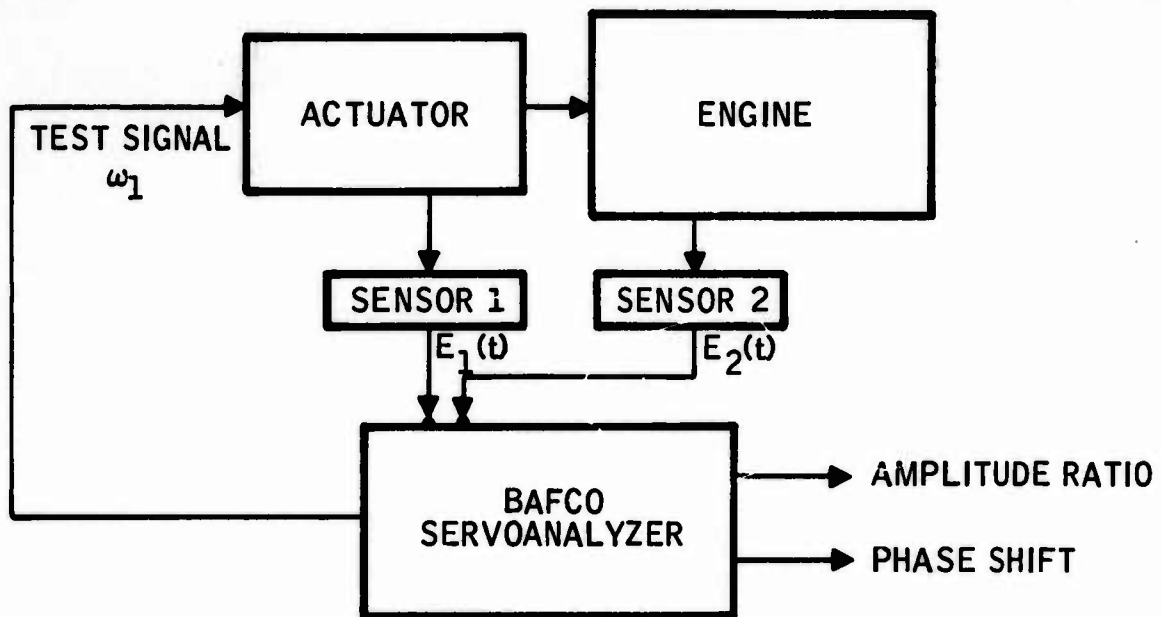 ACTUATOR
ENGINE
TEST SIGNAL
ω1
SENSOR 1
SENSOR 2
E1(t)
E2(t)
BAFCO
SERVOANALYZER
AMPLITUDE RATIO
PHASE SHIFT